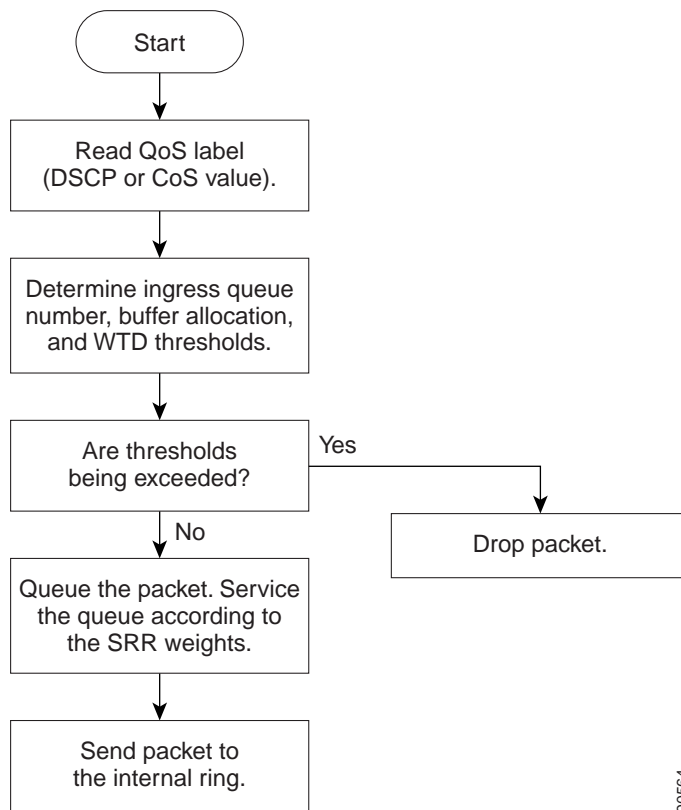 Start
Read QoS label
(DSCP or CoS value).
Determine ingress queue
number, buffer allocation,
and WTD thresholds.
Are thresholds
being exceeded?
Yes
No
Drop packet.
Queue the packet. Service
the queue according to
the SRR weights.
Send packet to
the internal ring.